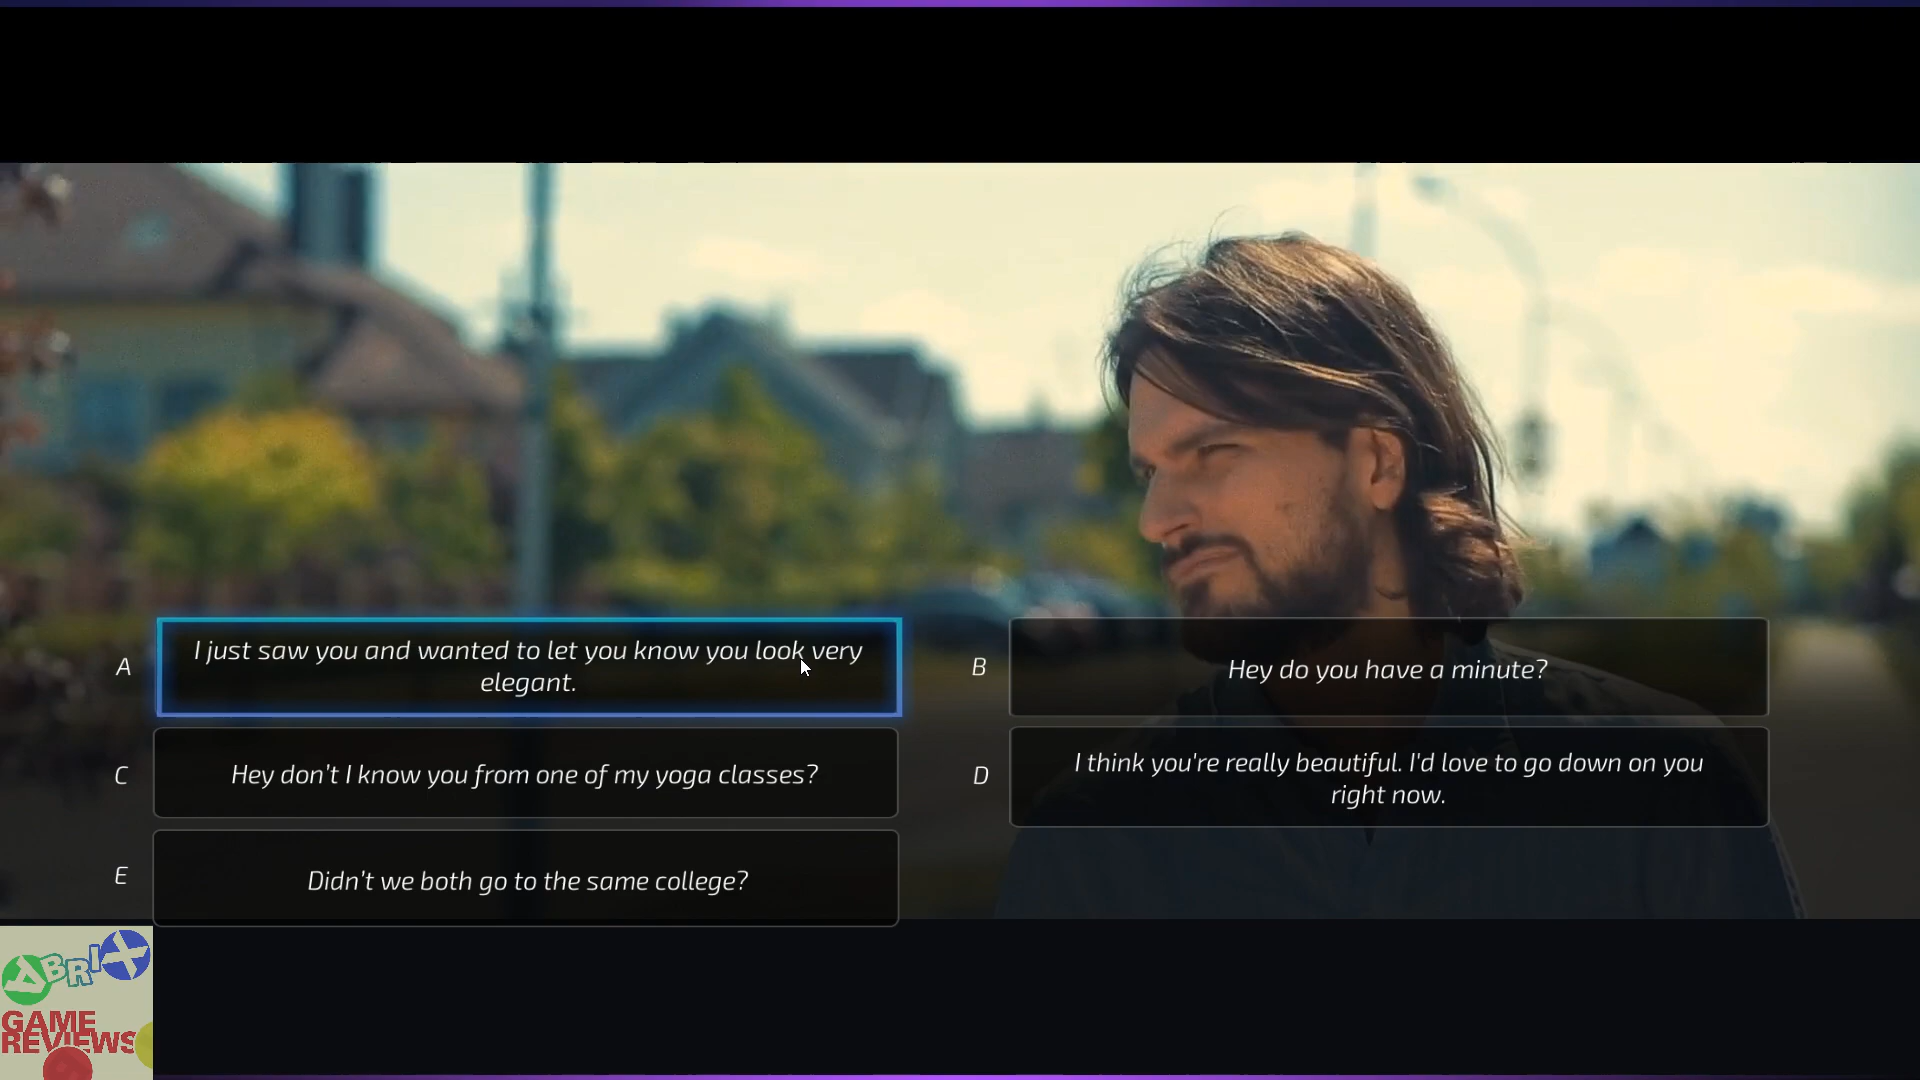 A
I just saw you and wanted to let you know you look very
elegant.
B
Hey do you have a minute?
C
Hey don't I know you from one of my yoga classes?
D
I think you're really beautiful. I'd love to go down on you
right now.
E
Didn't we both go to the same college?
ABRIX
GAME
REVIEWS